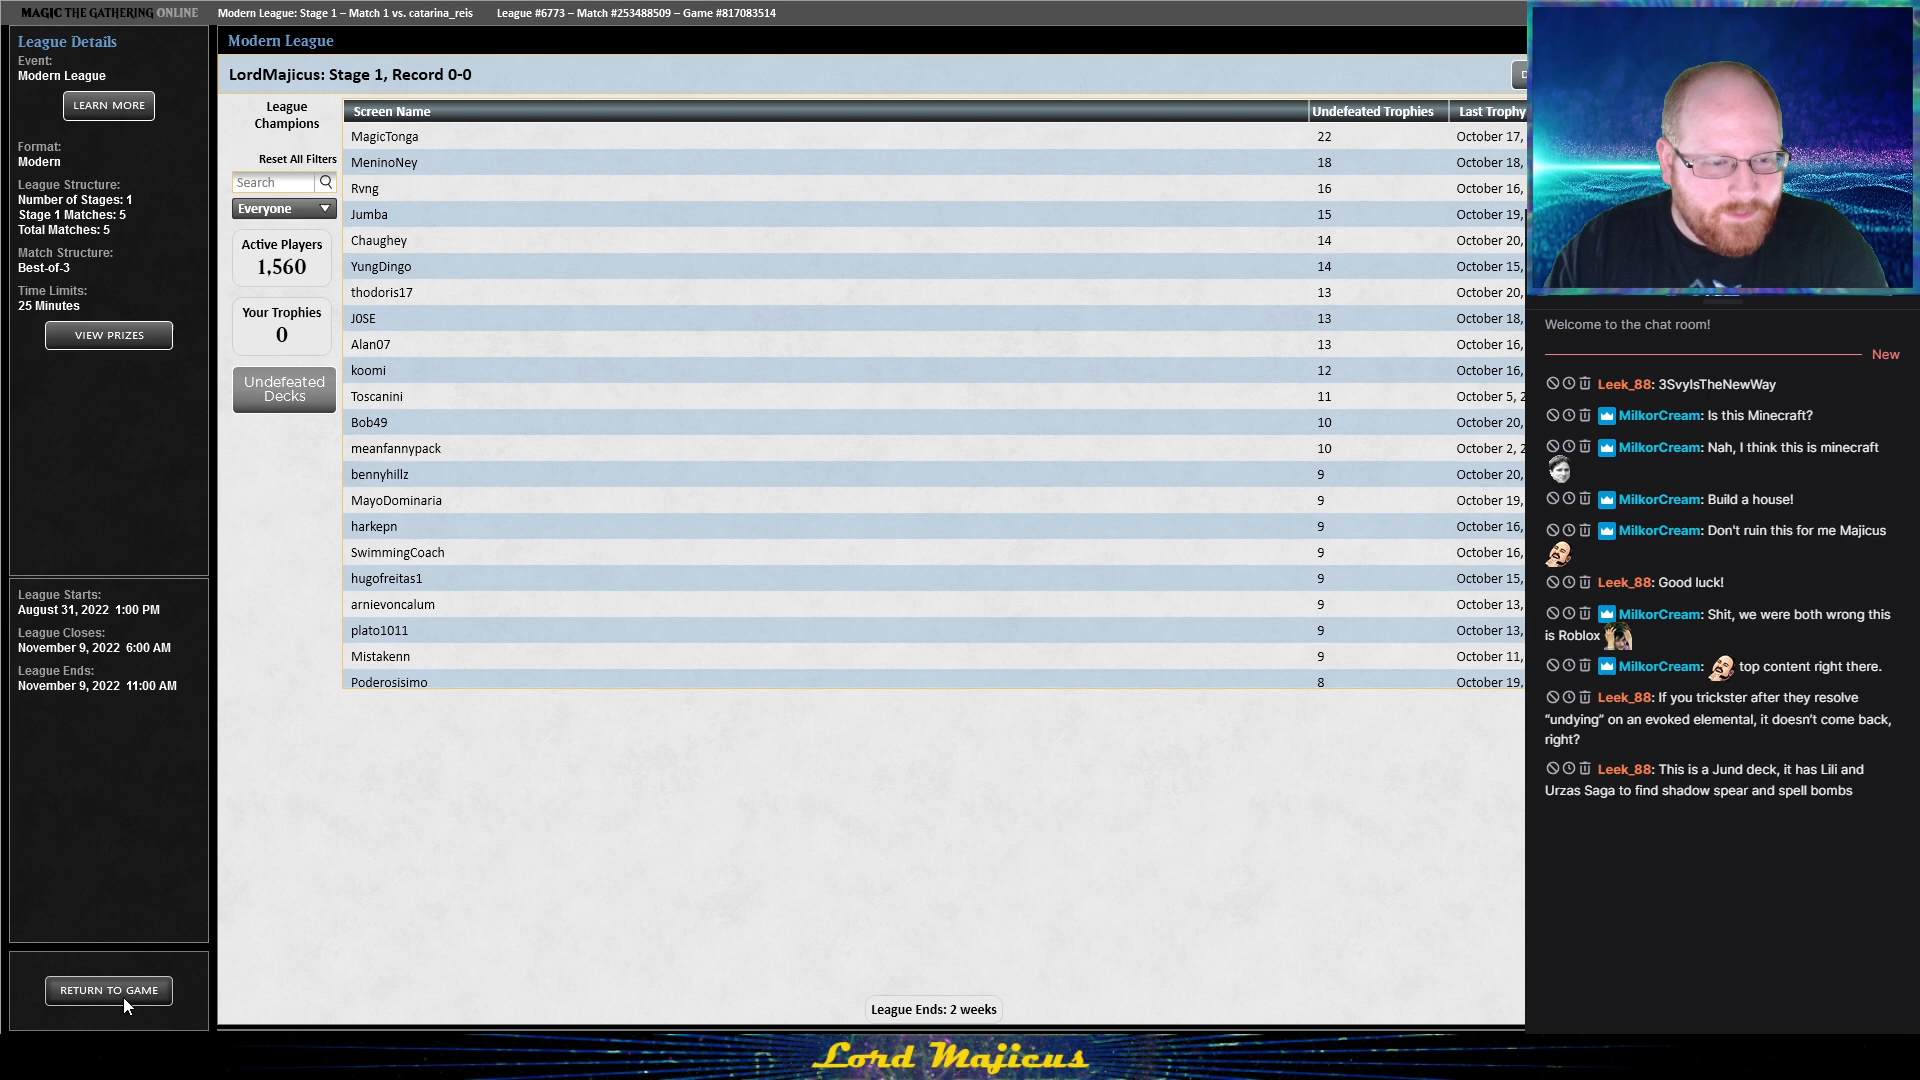 MAGIC THE GATHERING ONLINE
Modern League: Stage 1 – Match 1 vs. catarina_reis
League #6773 – Match #253488509 – Game #817083514
League Details
Event:
Modern League
LEARN MORE
Format:
Modern
League Structure:
Number of Stages: 1
Stage 1 Matches: 5
Total Matches: 5
Match Structure:
Best-of-3
Time Limits:
25 Minutes
VIEW PRIZES
League Starts:
August 31, 2022 1:00 PM
League Closes:
November 9, 2022 6:00 AM
League Ends:
November 9, 2022 11:00 AM
RETURN TO GAME
Modern League
LordMajicus: Stage 1, Record 0-0
League
Champions
Reset All Filters
Search
Everyone
Active Players
1,560
Your Trophies
0
Undefeated
Decks
Screen Name Undefeated Trophies Last Trophy
MagicTonga 22 October 17,
MeninoNey 18 October 18,
Rvng 16 October 16,
Jumba 15 October 19,
Chaughey 14 October 20,
YungDingo 14 October 15,
thodoris17 13 October 20,
J0SE 13 October 18,
Alan07 13 October 16,
koomi 12 October 16,
Toscanini 11 October 5, 2
Bob49 10 October 20,
meanfannypack 10 October 2, 2
bennyhillz 9 October 20,
MayoDominaria 9 October 19,
harkepn 9 October 16,
SwimmingCoach 9 October 16,
hugofreitas1 9 October 15,
arnievoncalum 9 October 13,
plato1011 9 October 13,
Mistakenn 9 October 11,
Poderosisimo 8 October 19,
League Ends: 2 weeks
Welcome to the chat room!
New
Leek_88: 3SvyIsTheNewWay
MilkorCream: Is this Minecraft?
MilkorCream: Nah, I think this is minecraft
MilkorCream: Build a house!
MilkorCream: Don't ruin this for me Majicus
Leek_88: Good luck!
MilkorCream: Shit, we were both wrong this
is Roblox
MilkorCream: top content right there.
Leek_88: If you trickster after they resolve
“undying” on an evoked elemental, it doesn’t come back,
right?
Leek_88: This is a Jund deck, it has Lili and
Urzas Saga to find shadow spear and spell bombs
Lord Majicus